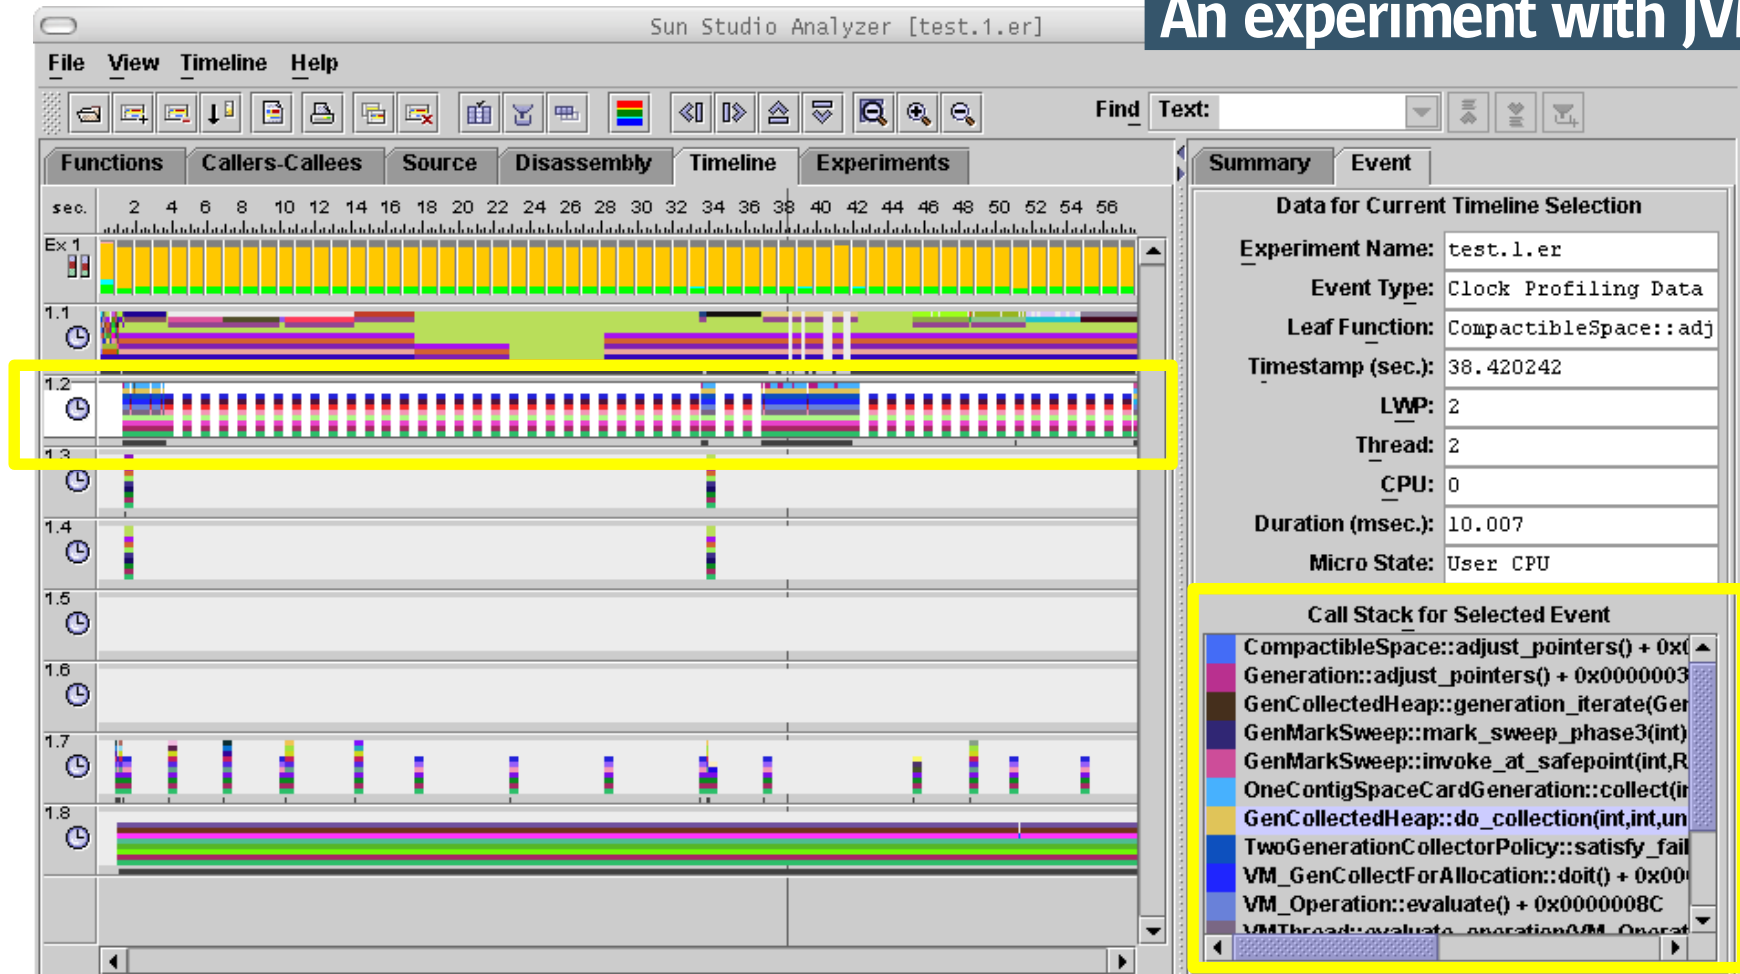 An experiment with JVM
Sun Studio Analyzer [test.1.er]
File View Timeline Help
Find Text:
Functions Callers-Callees Source Disassembly Timeline Experiments
Summary Event
sec. 2 4 6 8 10 12 14 16 18 20 22 24 26 28 30 32 34 36 38 40 42 44 46 48 50 52 54 56
Ex 1
1.1
1.2
1.3
1.4
1.5
1.6
1.7
1.8
Data for Current Timeline Selection
Experiment Name: test.1.er
Event Type: Clock Profiling Data
Leaf Function: CompactibleSpace::adj
Timestamp (sec.): 38.420242
LWP: 2
Thread: 2
CPU: 0
Duration (msec.): 10.007
Micro State: User CPU
Call Stack for Selected Event
CompactibleSpace::adjust_pointers() + 0x0
Generation::adjust_pointers() + 0x0000003
GenCollectedHeap::generation_iterate(Gen
GenMarkSweep::mark_sweep_phase3(int)
GenMarkSweep::invoke_at_safepoint(int,R
OneContigSpaceCardGeneration::collect(in
GenCollectedHeap::do_collection(int,int,un
TwoGenerationCollectorPolicy::satisfy_fail
VM_GenCollectForAllocation::doit() + 0x00
VM_Operation::evaluate() + 0x0000008C
VMThread::evaluate_operation(VM_Operat